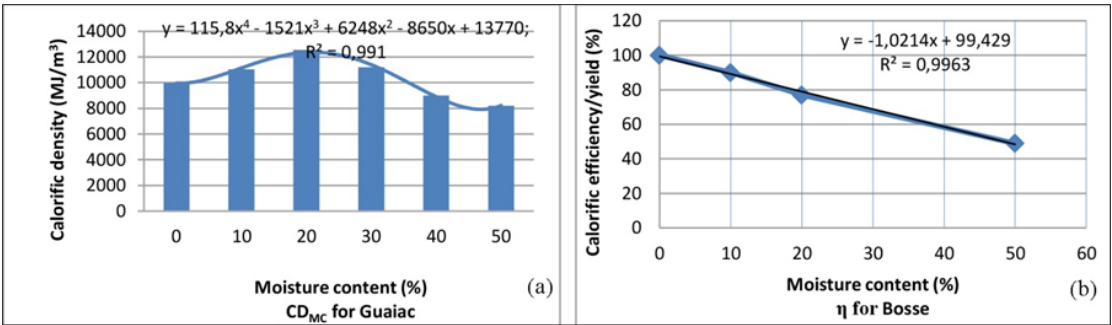 y = 115,8x⁴ - 1521x³ + 6248x² - 8650x + 13770;
R² = 0,991
Calorific density (MJ/m³)
14000
12000
10000
8000
6000
4000
2000
0
0 10 20 30 40 50
Moisture content (%)
(a)
CD_MC for Guaiac
y = -1,0214x + 99,429
R² = 0,9963
Calorific efficiency/yield (%)
120
100
80
60
40
20
0
0 10 20 30 40 50 60
Moisture content (%)
(b)
η for Bosse